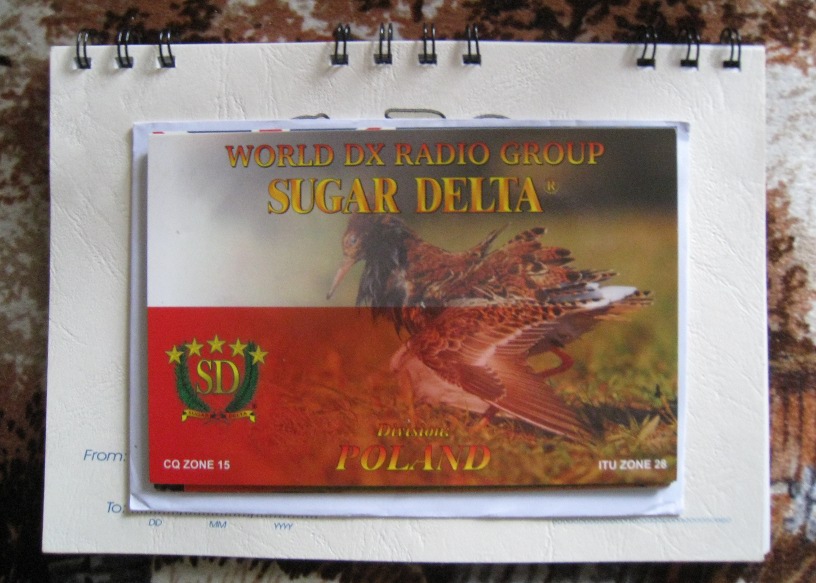 WORLD DX RADIO GROUP
SUGAR DELTA®
SD
Division:
POLAND
CQ ZONE 15
ITU ZONE 28
From:
To:
DD MM YYYY